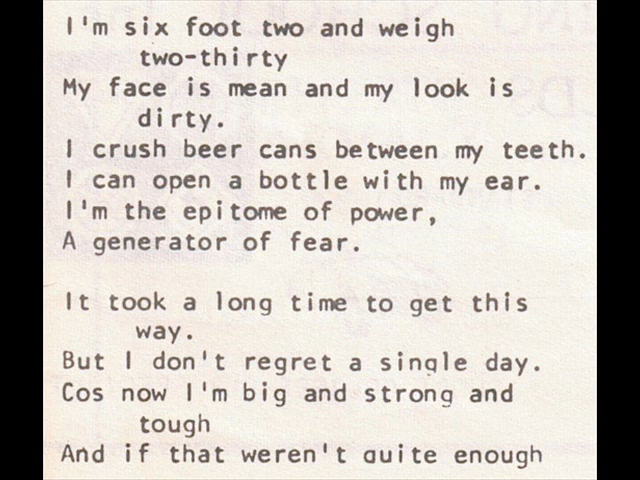 I'm six foot two and weigh
two-thirty
My face is mean and my look is
dirty.
I crush beer cans between my teeth.
I can open a bottle with my ear.
I'm the epitome of power,
A generator of fear.
It took a long time to get this
way.
But I don't regret a single day.
Cos now I'm big and strong and
tough
And if that weren't quite enough